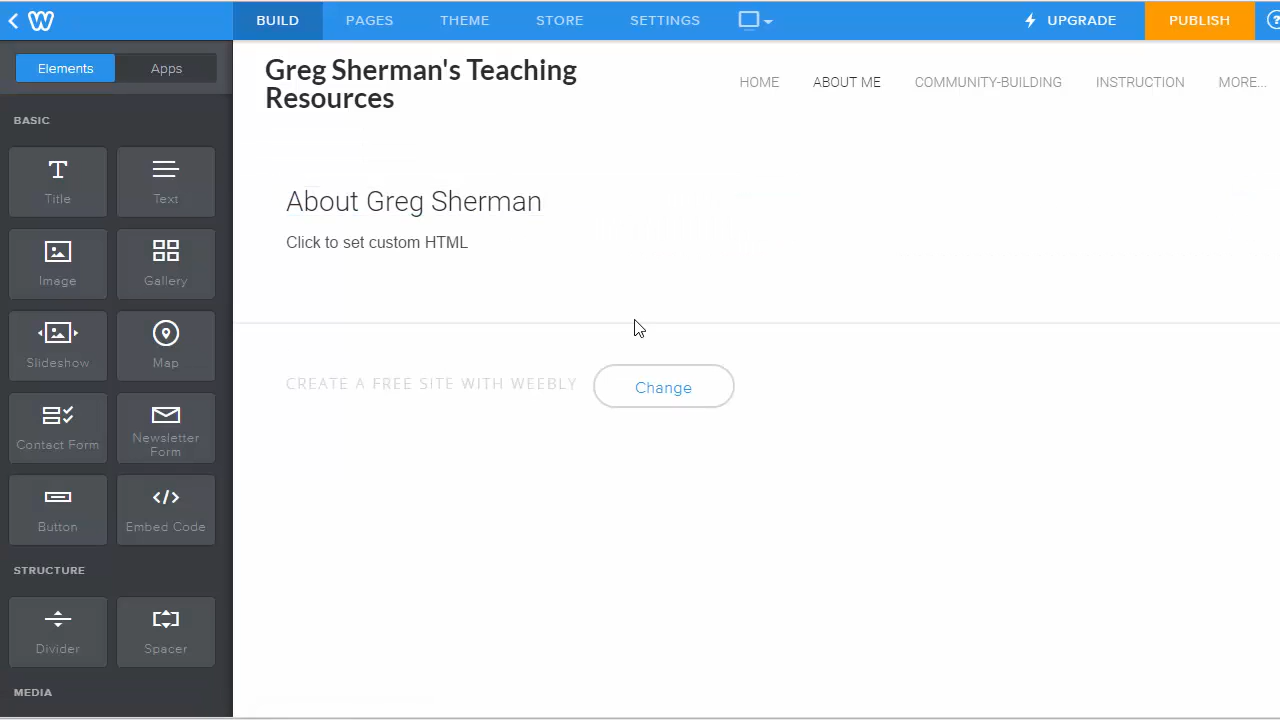 BUILD PAGES THEME STORE SETTINGS UPGRADE PUBLISH ?
Elements Apps
BASIC
Title Text
Image Gallery
Slideshow Map
Contact Form Newsletter Form
Button Embed Code
STRUCTURE
Divider Spacer
MEDIA
Greg Sherman's Teaching
Resources
HOME ABOUT ME COMMUNITY-BUILDING INSTRUCTION MORE...
About Greg Sherman
Click to set custom HTML
CREATE A FREE SITE WITH WEEBLY Change